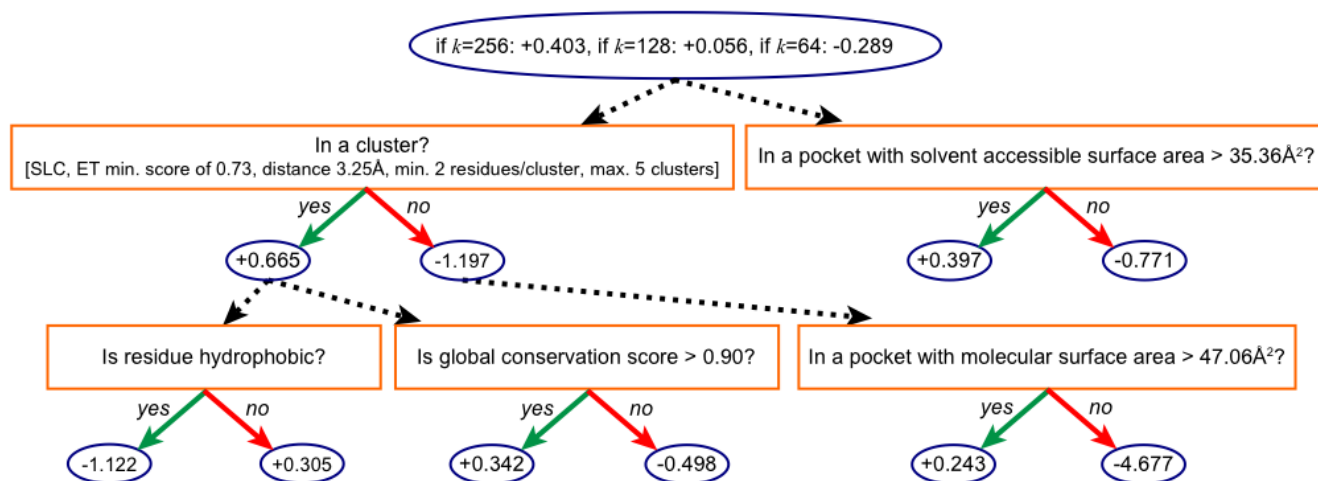 if k=256: +0.403, if k=128: +0.056, if k=64: -0.289
In a cluster?
[SLC, ET min. score of 0.73, distance 3.25Å, min. 2 residues/cluster, max. 5 clusters]
In a pocket with solvent accessible surface area > 35.36Å²?
yes
no
yes
no
+0.665
-1.197
+0.397
-0.771
Is residue hydrophobic?
Is global conservation score > 0.90?
In a pocket with molecular surface area > 47.06Å²?
yes
no
yes
no
yes
no
-1.122
+0.305
+0.342
-0.498
+0.243
-4.677